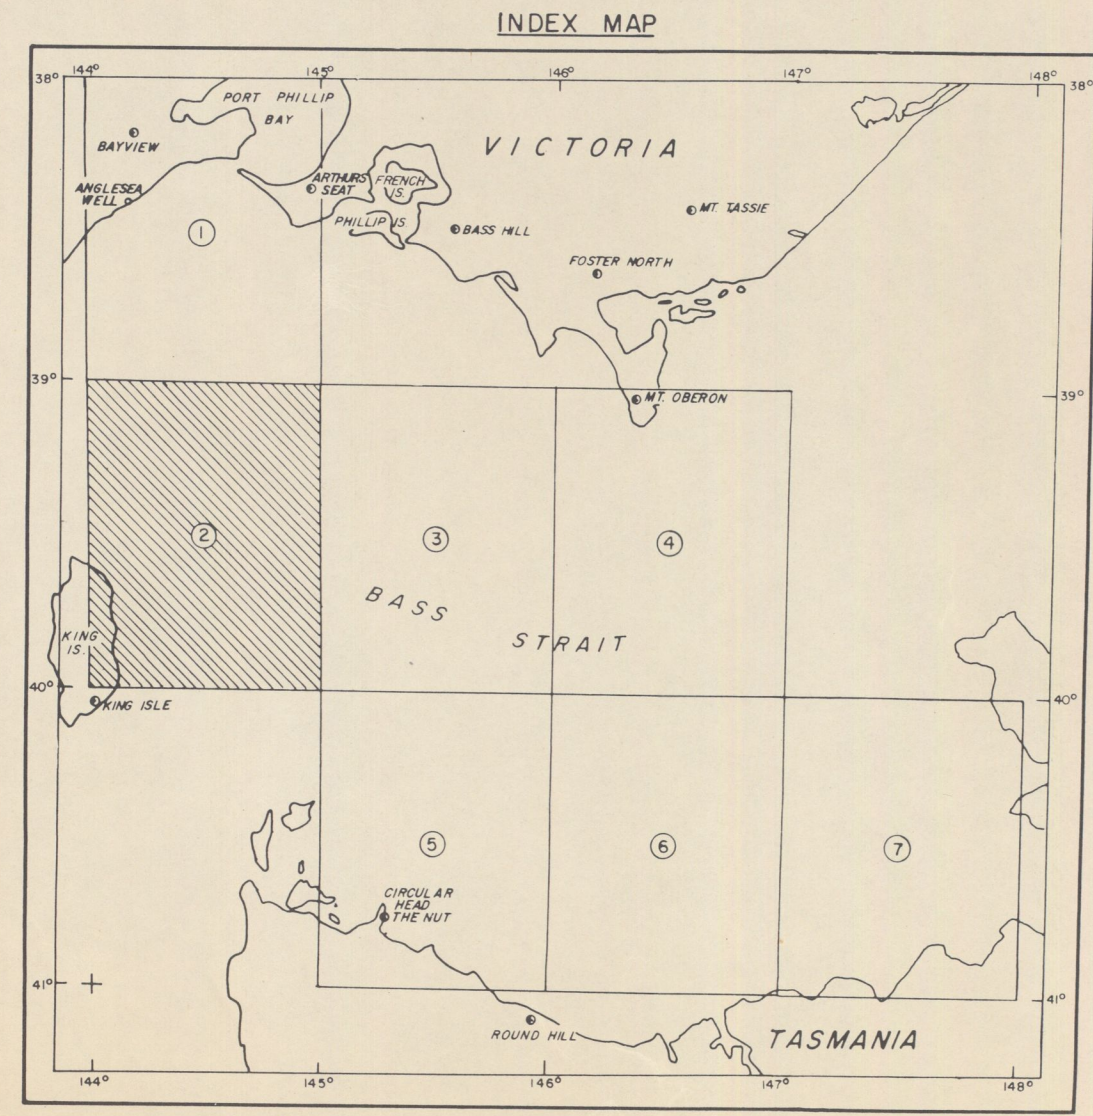 INDEX MAP
144°
145°
146°
147°
148°
38°
38°
PORT PHILLIP
BAY
VICTORIA
BAYVIEW
ARTHURS
SEAT
FRENCH
IS.
ANGLESEA
WELL
MT. TASSIE
PHILLIP IS.
BASS HILL
1
FOSTER NORTH
39°
39°
MT. OBERON
2
3
4
BASS
STRAIT
KING
IS.
40°
40°
KING ISLE
5
6
7
CIRCULAR
HEAD
THE NUT
41°
41°
ROUND HILL
TASMANIA
144°
145°
146°
147°
148°